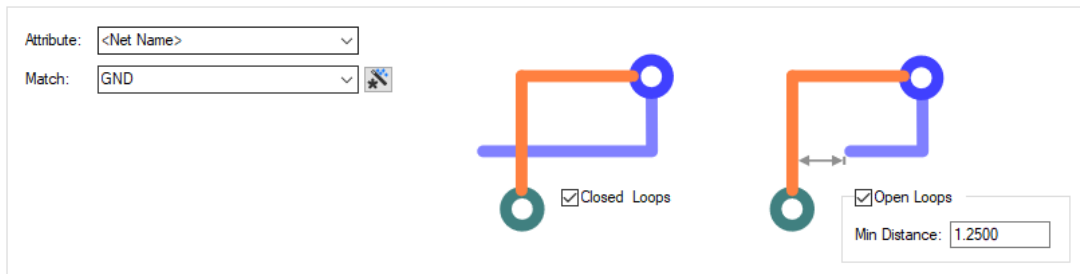 Attribute: <Net Name>
Match: GND
Closed Loops
Open Loops
Min Distance: 1.2500